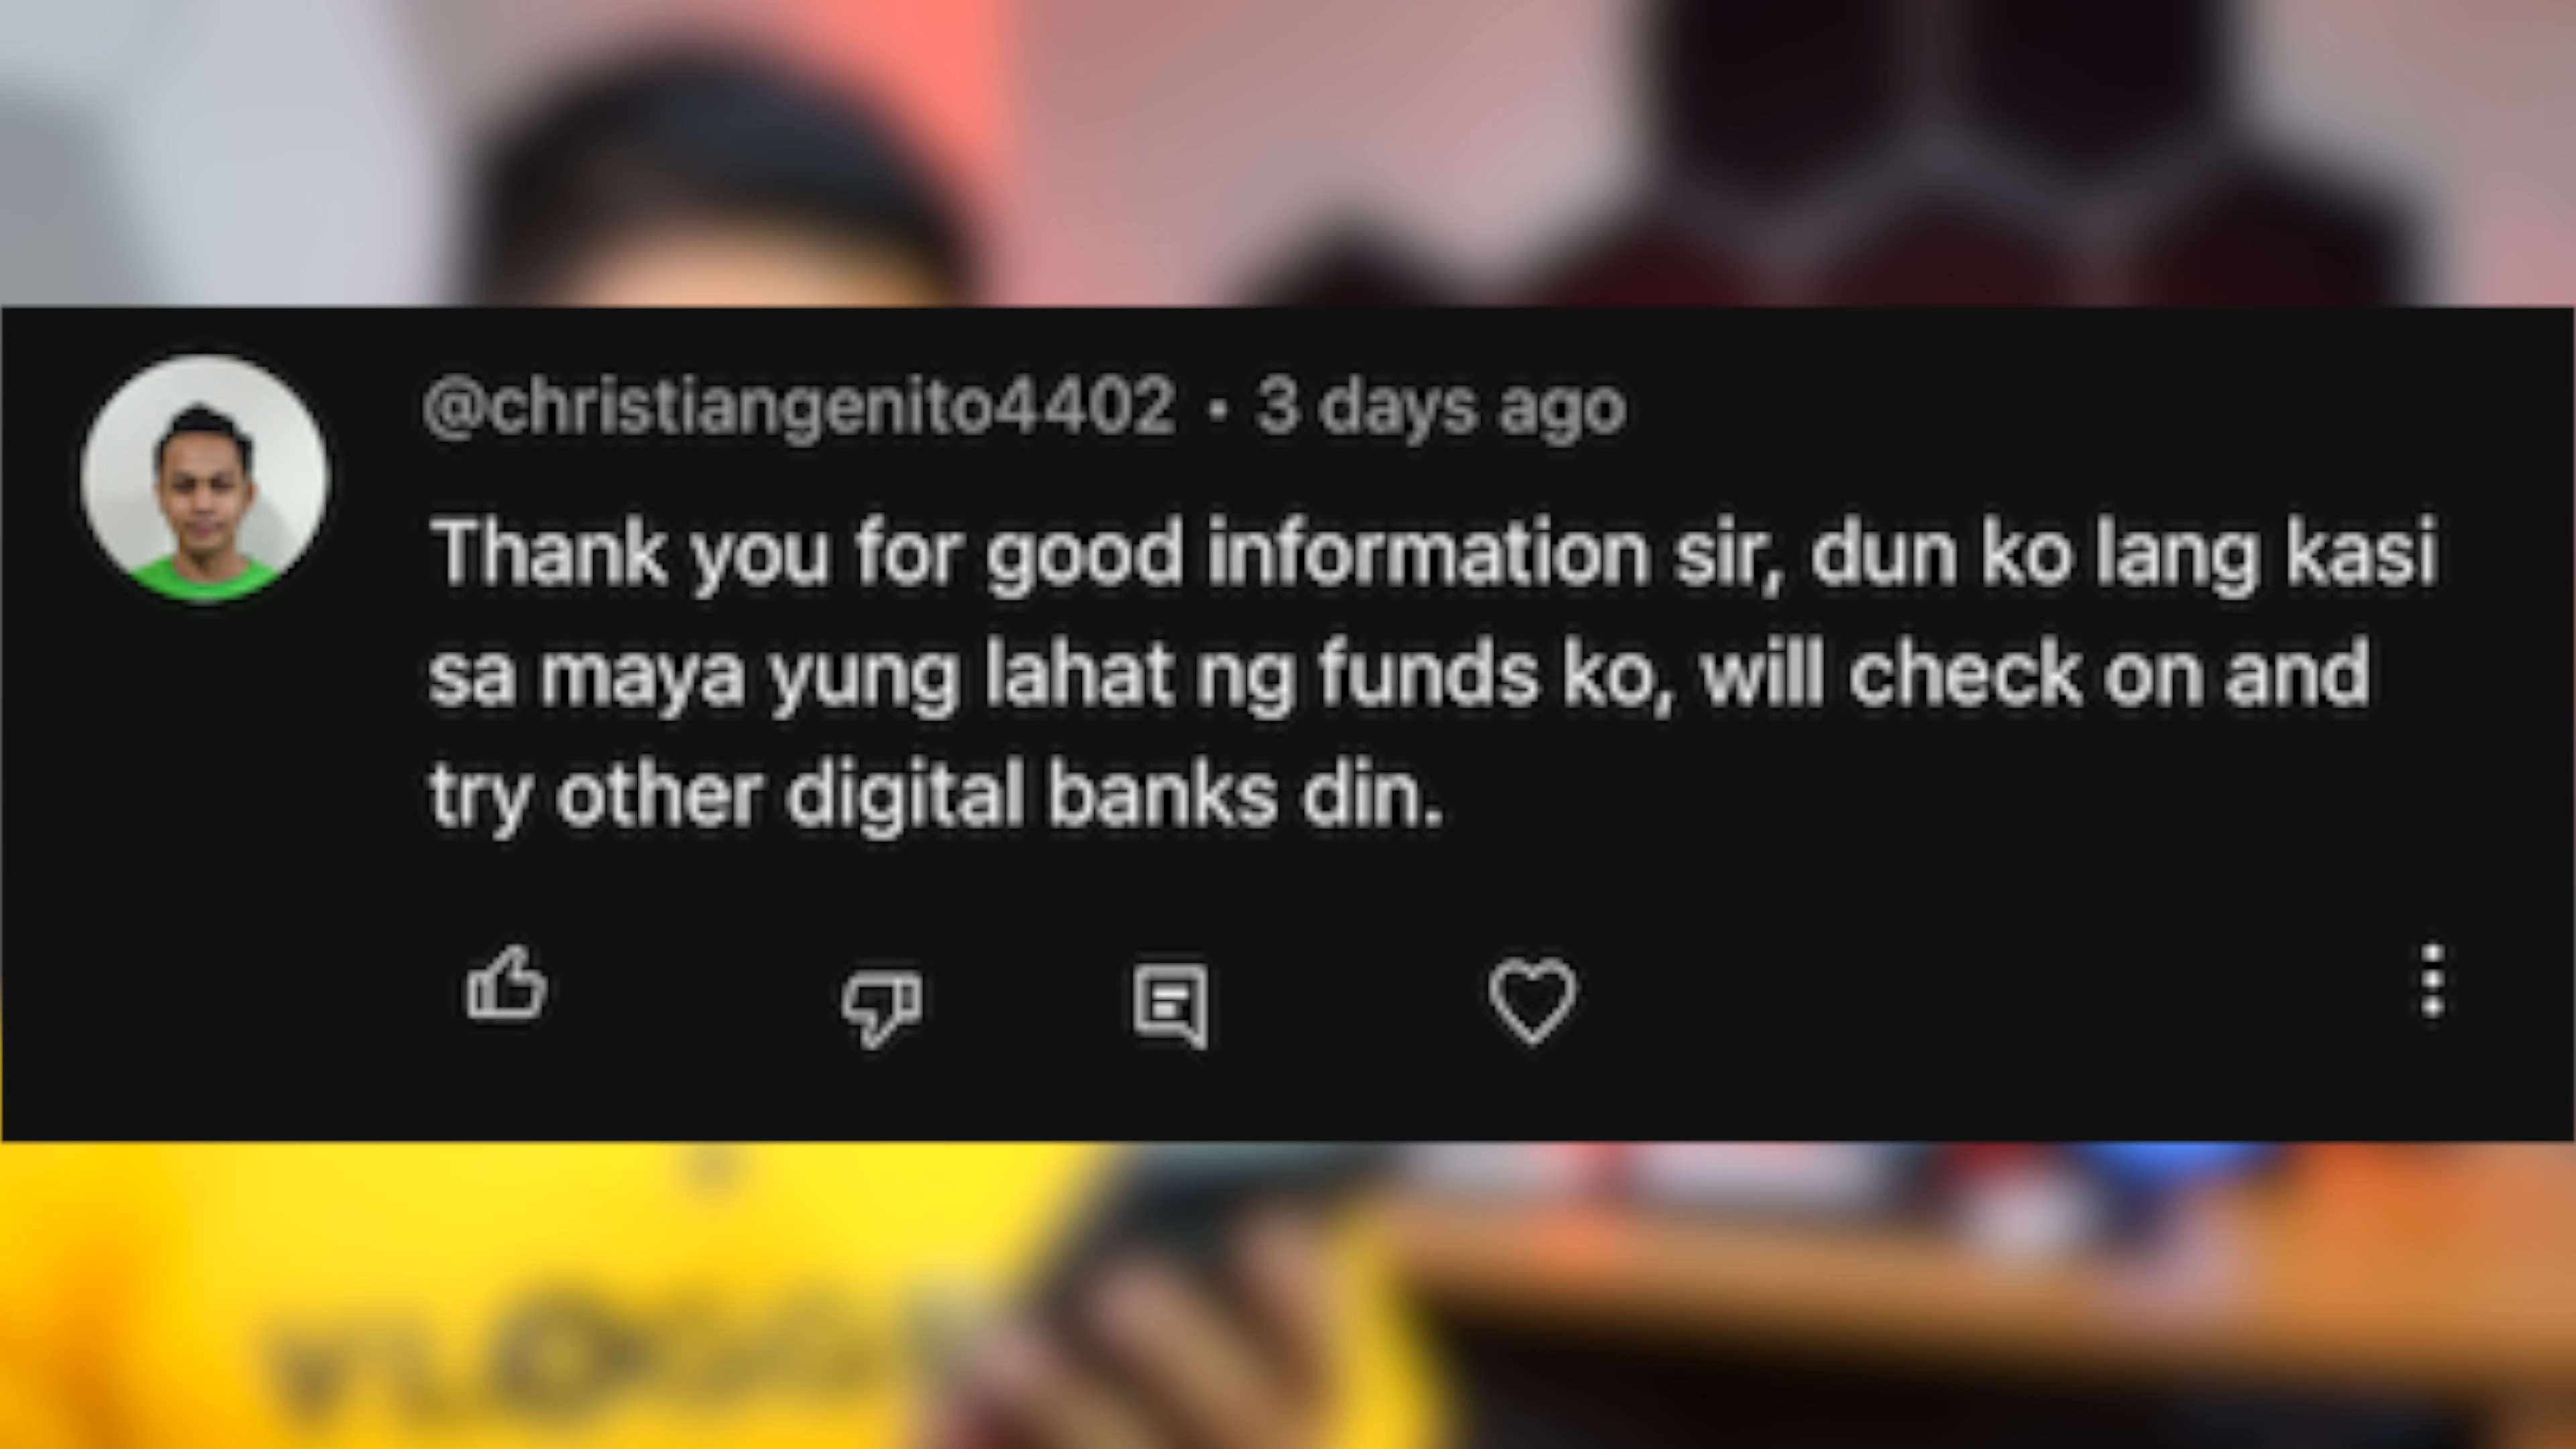 @christiangenito4402 • 3 days ago
Thank you for good information sir, dun ko lang kasi
sa maya yung lahat ng funds ko, will check on and
try other digital banks din.